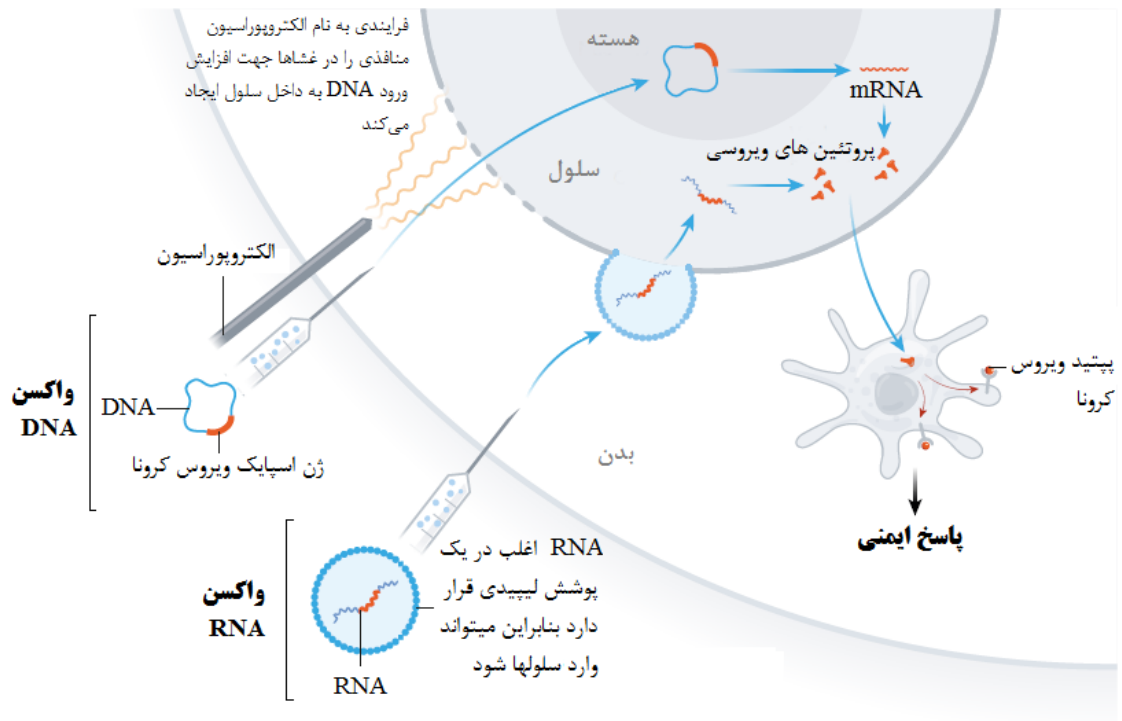 فرایندی به نام الکتروپوراسیون
منافذی را در غشاها جهت افزایش
ورود DNA به داخل سلول ایجاد
می‌کند
هسته
mRNA
پروتئین های ویروسی
سلول
الکتروپوراسیون
واکسن
DNA
DNA
ژن اسپایک ویروس کرونا
بدن
پپتید ویروس
کرونا
پاسخ ایمنی
واکسن
RNA
RNA اغلب در یک
پوشش لیپیدی قرار
دارد بنابراین میتواند
وارد سلولها شود
RNA